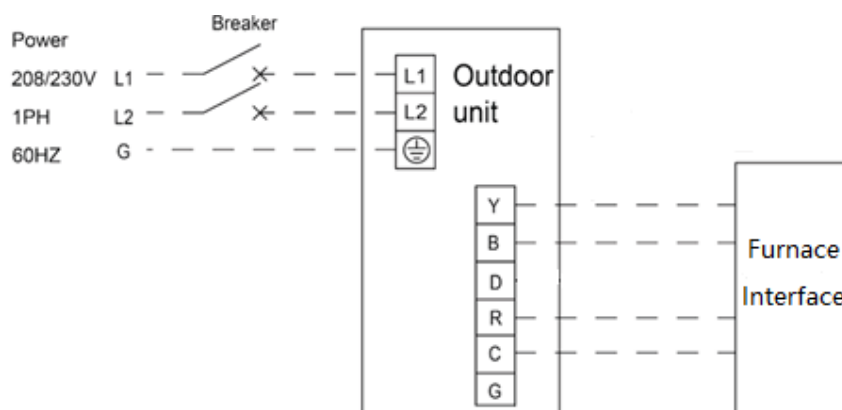 Breaker
Power
208/230V L1
1PH L2
60HZ G
L1
L2
Outdoor
unit
Y
B
D
R
C
G
Furnace
Interface